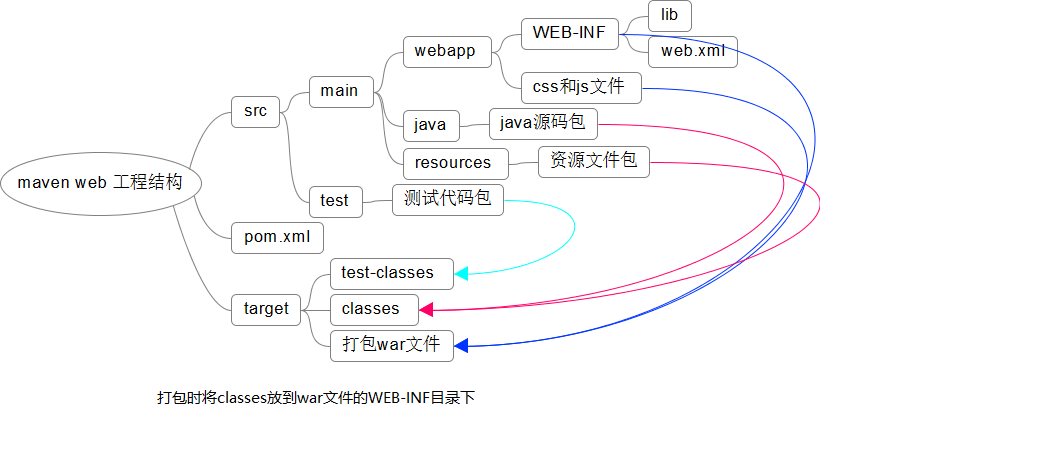 maven web 工程结构
src
main
webapp
WEB-INF
lib
web.xml
css和js文件
java
java源码包
resources
资源文件包
test
测试代码包
pom.xml
target
test-classes
classes
打包war文件
打包时将classes放到war文件的WEB-INF目录下